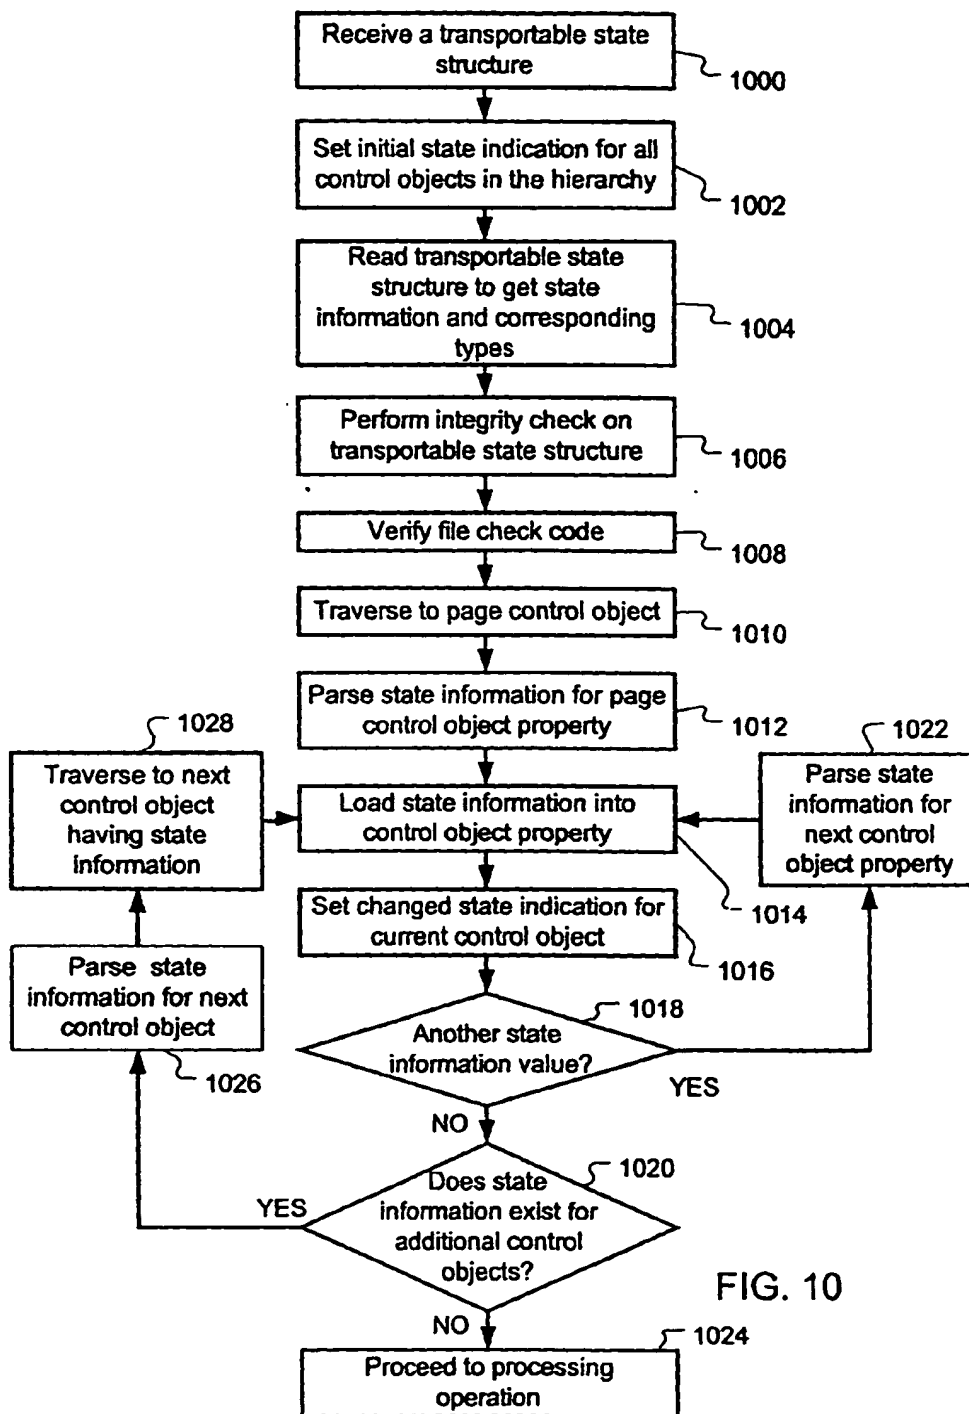 Receive a transportable state
structure
1000
Set initial state indication for all
control objects in the hierarchy
1002
Read transportable state
structure to get state
information and corresponding
types
1004
Perform integrity check on
transportable state structure
1006
Verify file check code
1008
Traverse to page control object
1010
Parse state information for page
control object property
1012
1028
Traverse to next
control object
having state
information
Load state information into
control object property
1014
1022
Parse state
information for
next control
object property
Set changed state indication for
current control object
1016
Parse state
information for next
control object
1026
1018
Another state
information value?
YES
NO
1020
Does state
information exist for
additional control
objects?
YES
NO
FIG. 10
1024
Proceed to processing
operation